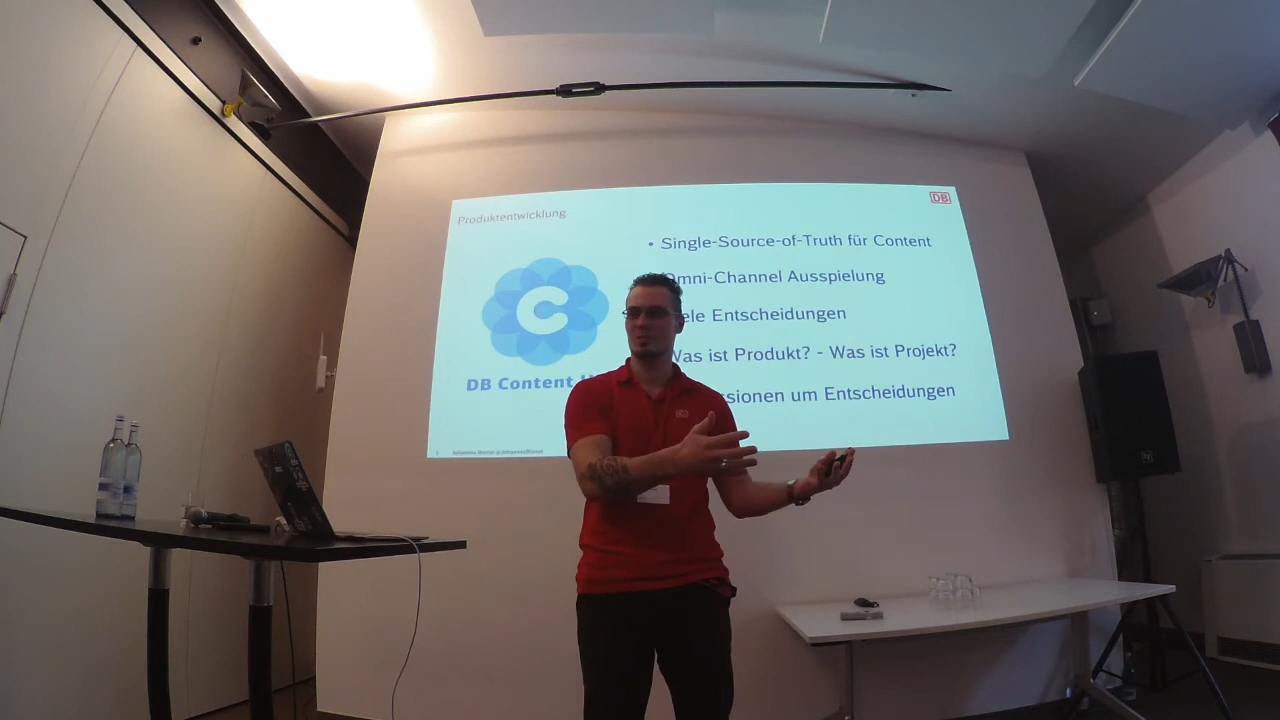 Produktentwicklung
DB
• Single-Source-of-Truth für Content
Omni-Channel Ausspielung
Entscheidungen
Was ist Produkt? - Was ist Projekt?
um Entscheidungen
C
DB Content